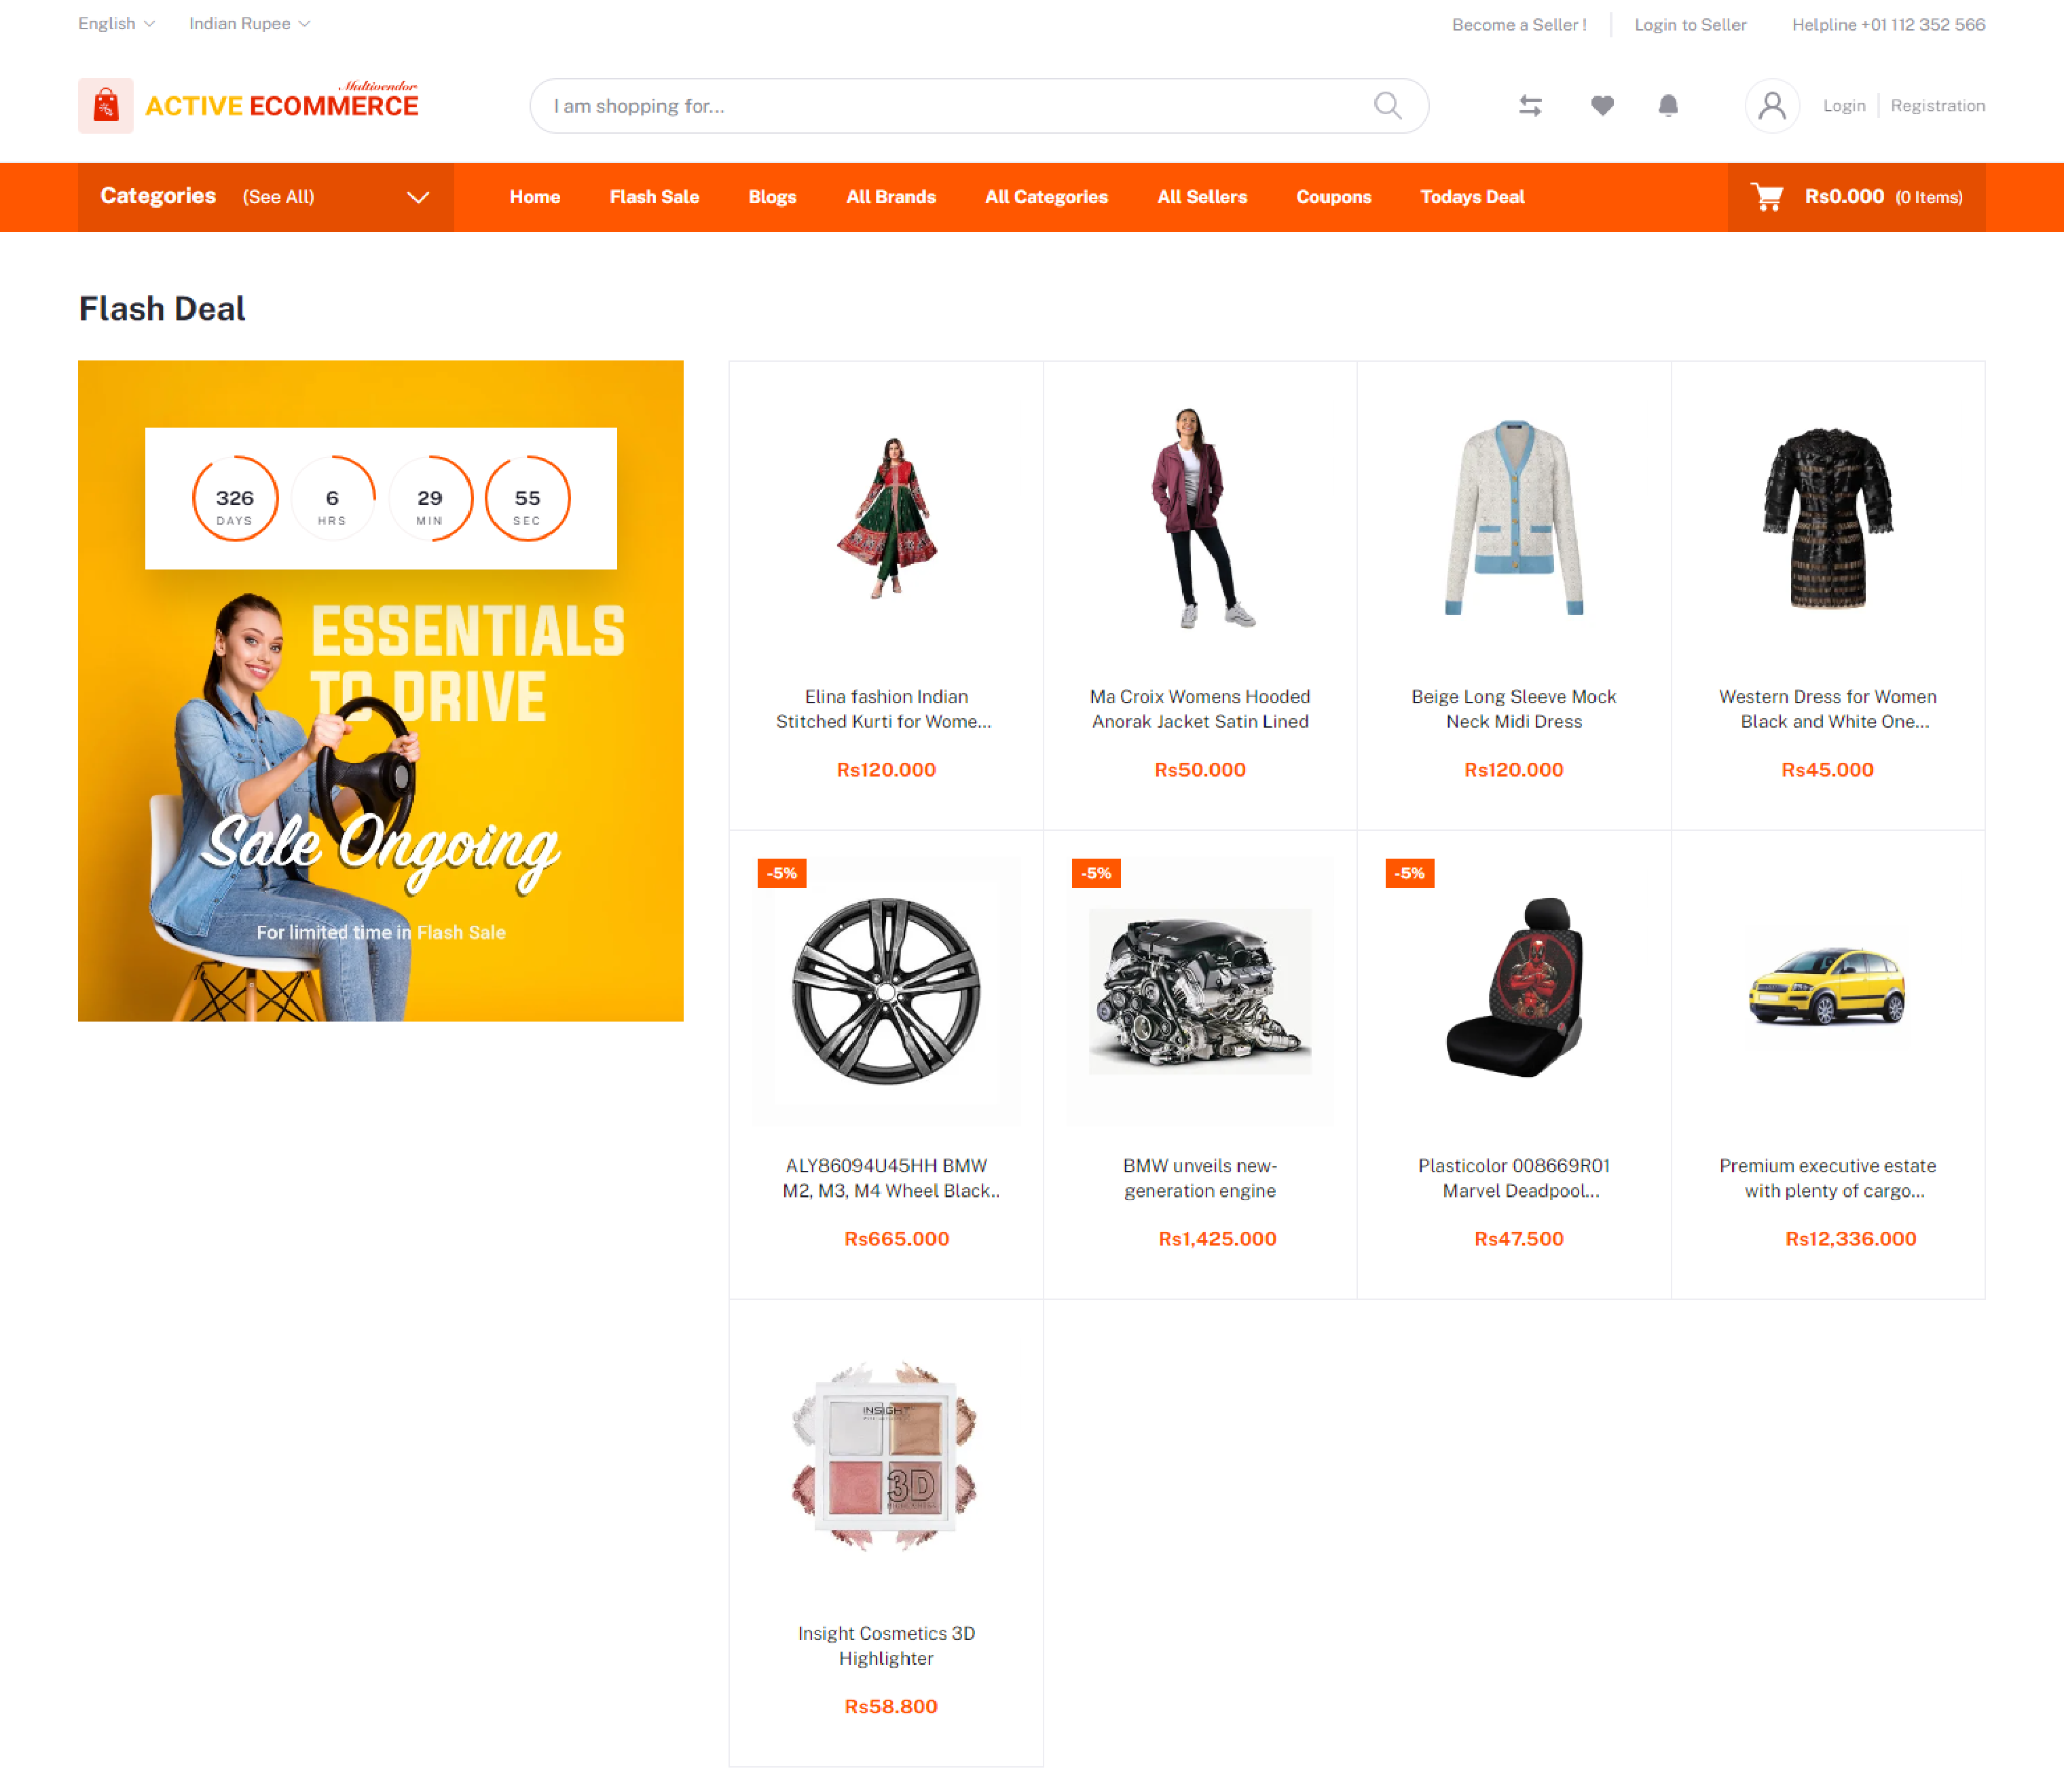 English
Indian Rupee
Become a Seller !
Login to Seller
Helpline +01 112 352 566
Multivendor
ACTIVE ECOMMERCE
I am shopping for...
Login
Registration
Categories (See All)
Home
Flash Sale
Blogs
All Brands
All Categories
All Sellers
Coupons
Todays Deal
Rs0.000 (0 Items)
Flash Deal
326
DAYS
6
HRS
29
MIN
55
SEC
ESSENTIALS
TO DRIVE
Sale Ongoing
For limited time in Flash Sale
Elina fashion Indian
Stitched Kurti for Wome...
Rs120.000
Ma Croix Womens Hooded
Anorak Jacket Satin Lined
Rs50.000
Beige Long Sleeve Mock
Neck Midi Dress
Rs120.000
Western Dress for Women
Black and White One...
Rs45.000
-5%
ALY86094U45HH BMW
M2, M3, M4 Wheel Black..
Rs665.000
-5%
BMW unveils new-
generation engine
Rs1,425.000
-5%
Plasticolor 008669R01
Marvel Deadpool...
Rs47.500
Premium executive estate
with plenty of cargo...
Rs12,336.000
INSIGHT
3D
Insight Cosmetics 3D
Highlighter
Rs58.800